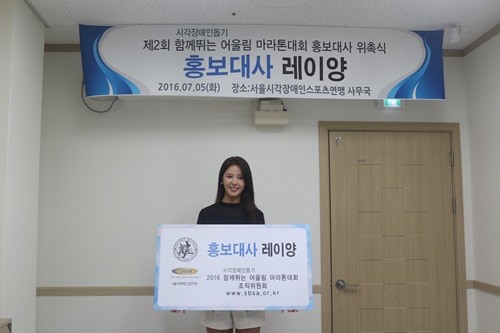 시각장애인돕기
제2회 함께뛰는 어울림 마라톤대회 홍보대사 위촉식
홍보대사 레이양
2016.07.05(화) 장소:서울시각장애인스포츠연맹 사무국
홍보대사 레이양
시각장애인돕기
2016 함께뛰는 어울림 마라톤대회
조직위원회
www.sbsa.or.kr